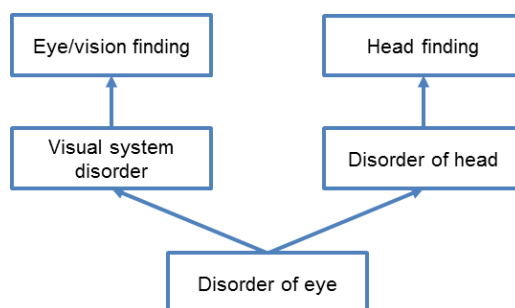 Eye/vision finding
Head finding
Visual system
disorder
Disorder of head
Disorder of eye